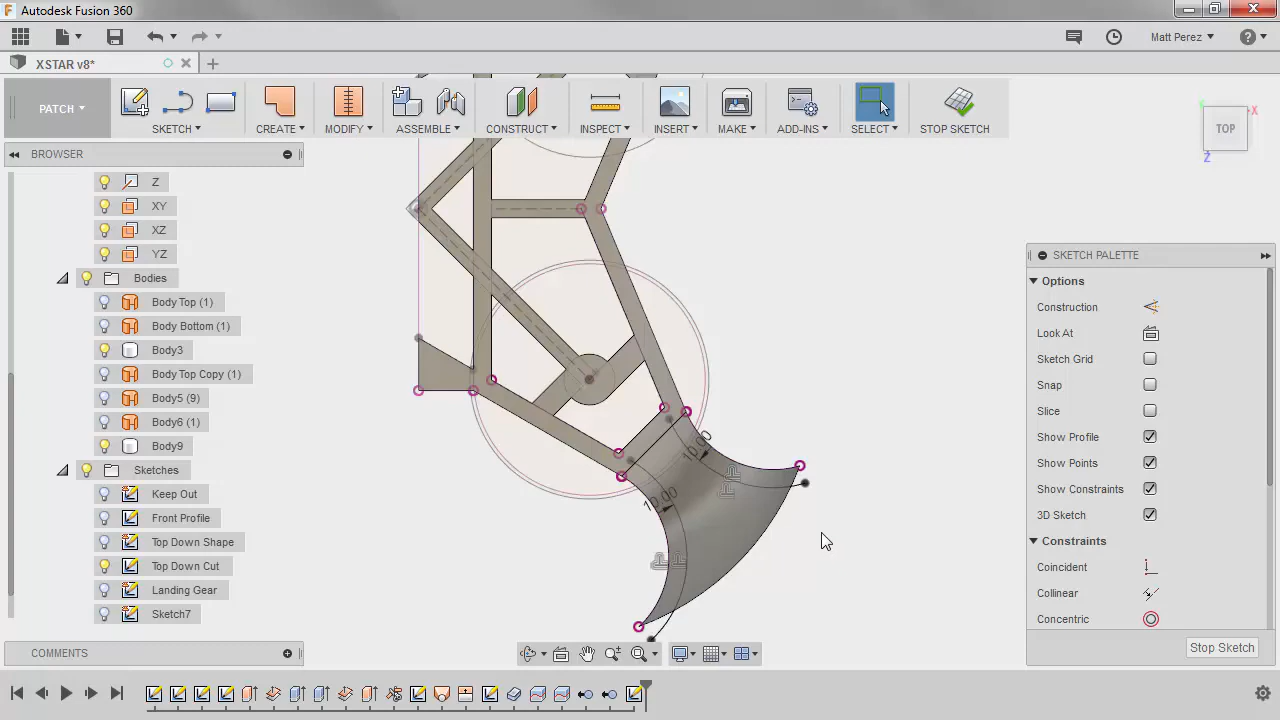 Autodesk Fusion 360
Matt Perez
XSTAR v8*
PATCH
SKETCH CREATE MODIFY ASSEMBLE CONSTRUCT INSPECT INSERT MAKE ADD-INS SELECT STOP SKETCH
TOP
X
Z
BROWSER
Z
XY
XZ
YZ
Bodies
Body Top (1)
Body Bottom (1)
Body3
Body Top Copy (1)
Body5 (9)
Body6 (1)
Body9
Sketches
Keep Out
Front Profile
Top Down Shape
Top Down Cut
Landing Gear
Sketch7
10.00
10.00
SKETCH PALETTE
Options
Construction
Look At
Sketch Grid
Snap
Slice
Show Profile
Show Points
Show Constraints
3D Sketch
Constraints
Coincident
Collinear
Concentric
Stop Sketch
COMMENTS